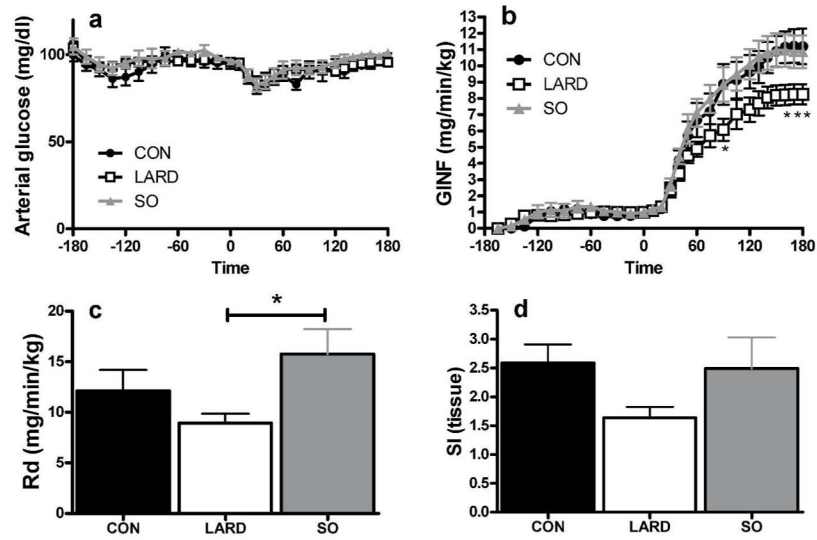 a
Arterial glucose (mg/dl)
100
50
0
CON
LARD
SO
-180 -120 -60 0 60 120 180
Time
b
GINF (mg/min/kg)
13
12
11
10
9
8
7
6
5
4
3
2
1
0
CON
LARD
SO
*
***
-180 -120 -60 0 60 120 180
Time
c
Rd (mg/min/kg)
20
15
10
5
0
*
CON LARD SO
d
SI (tissue)
3.5
3.0
2.5
2.0
1.5
1.0
0.5
0.0
CON LARD SO